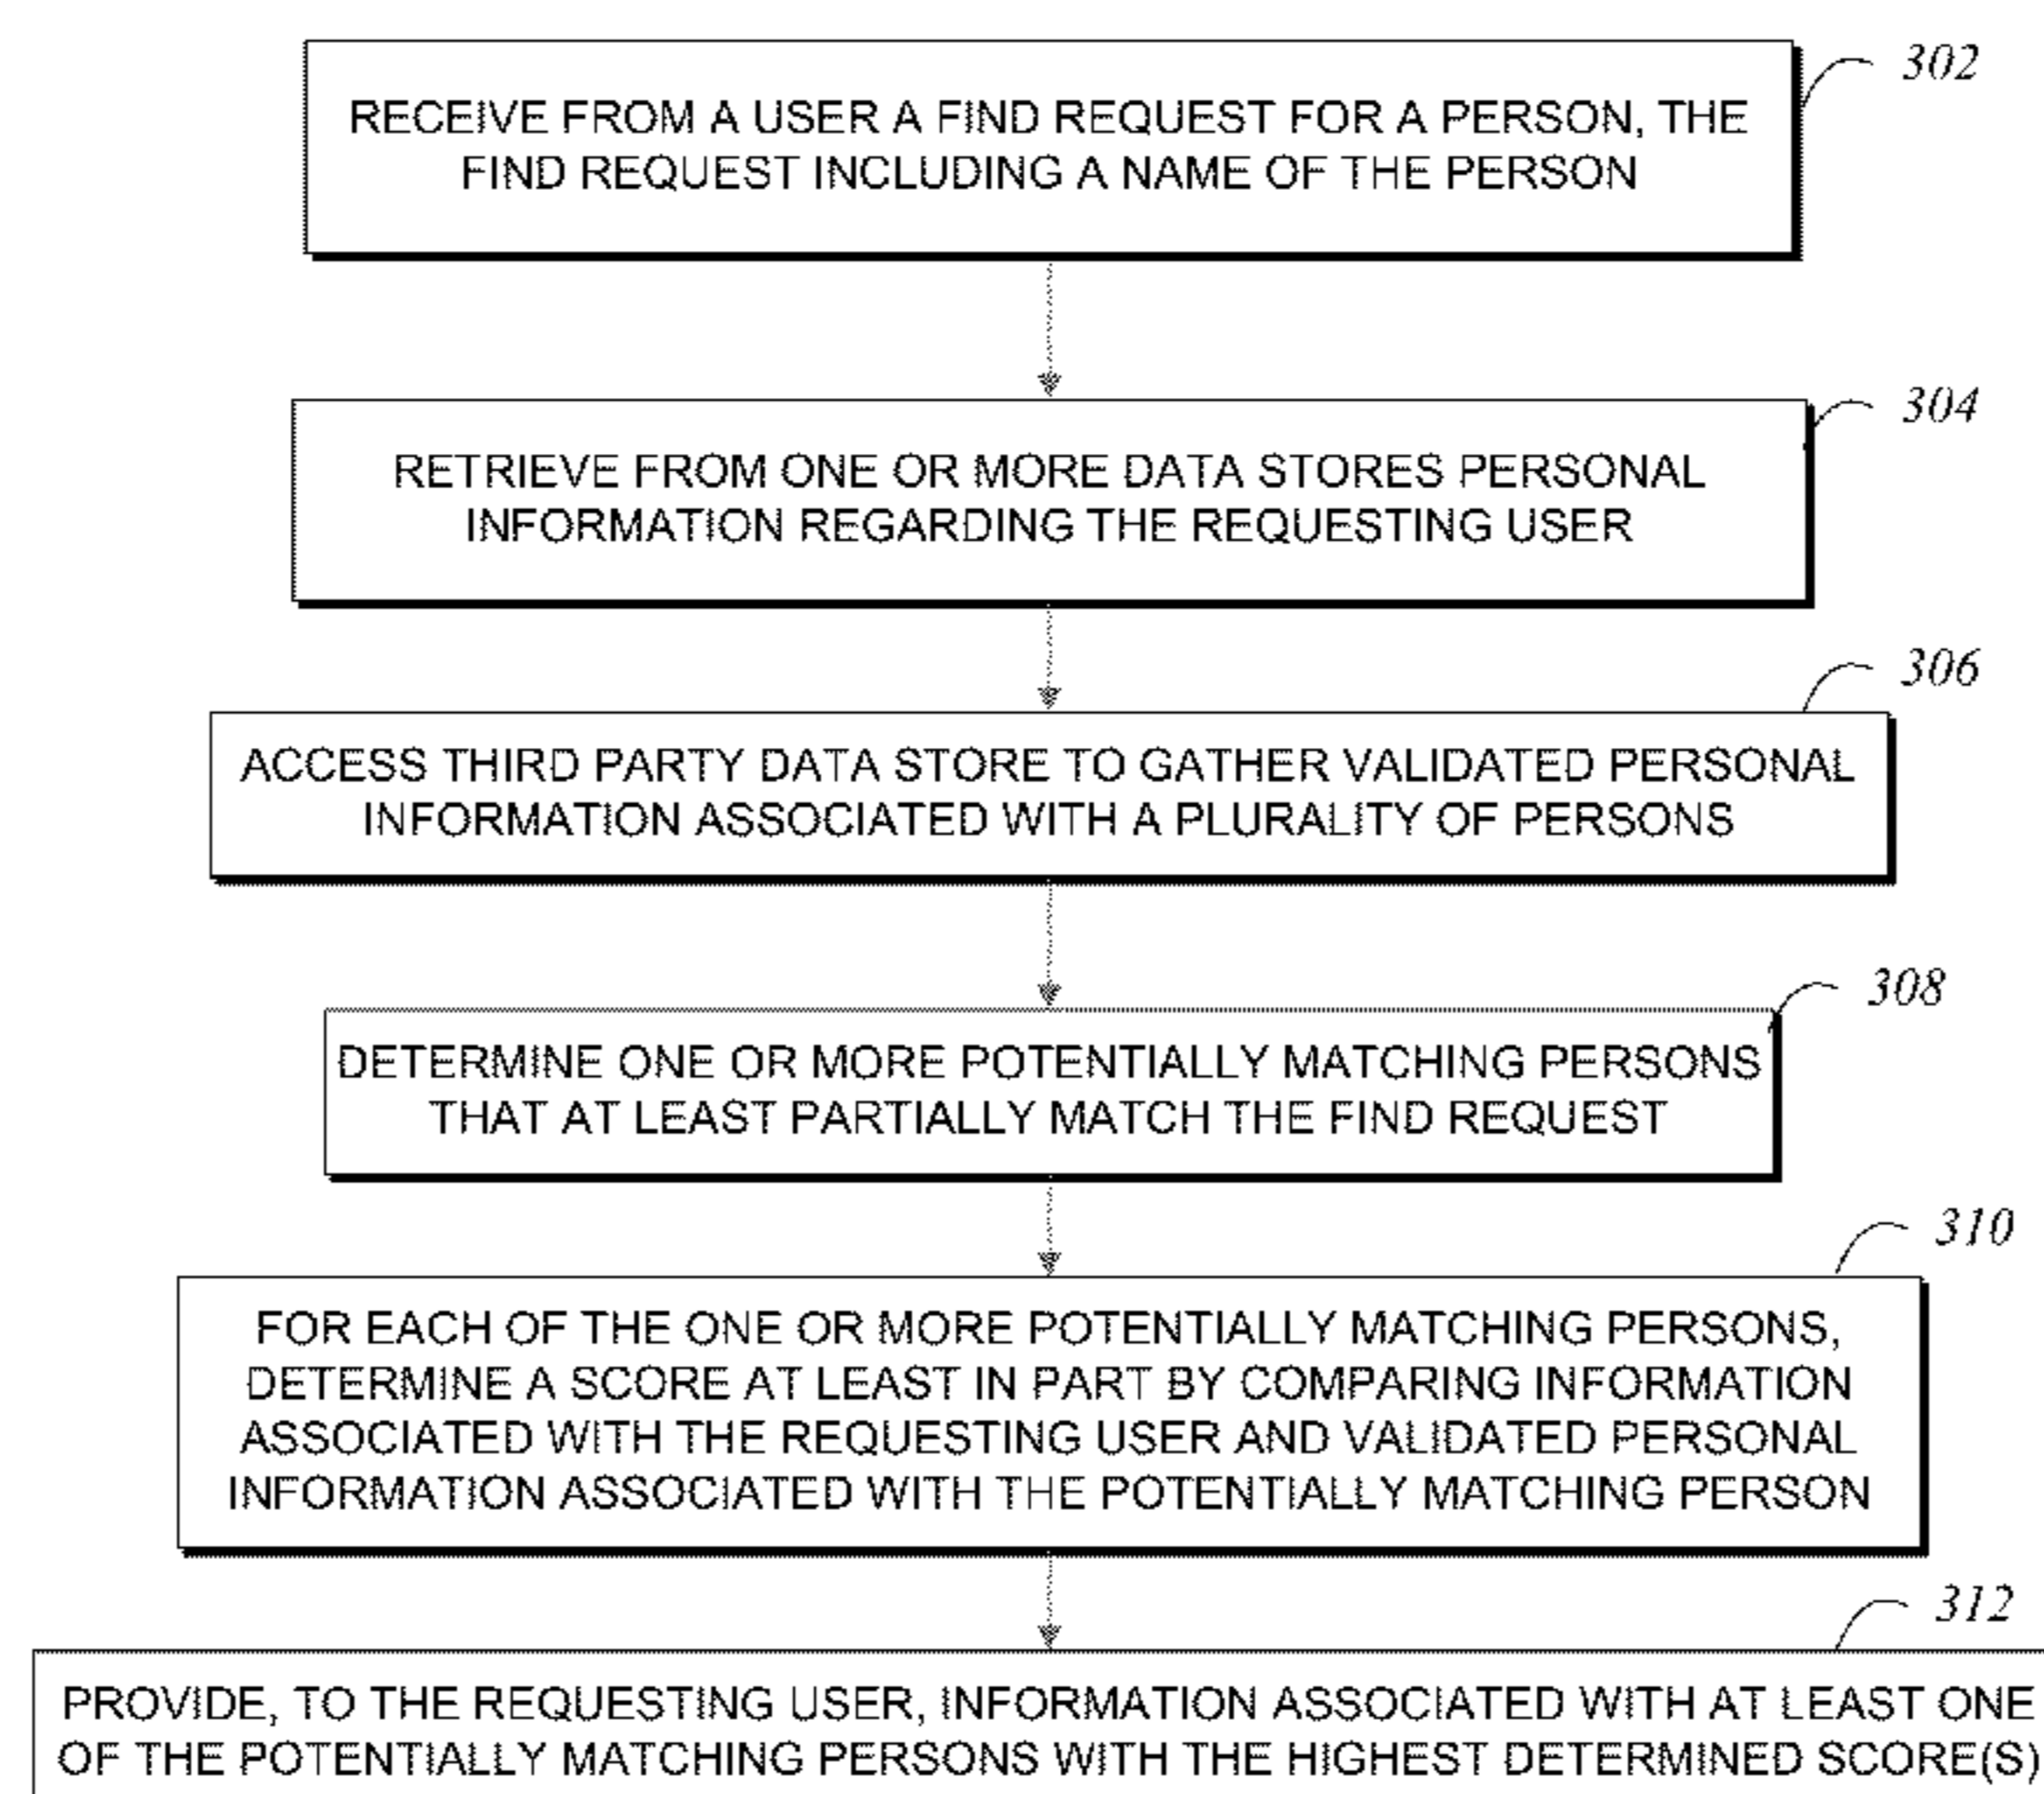 302
RECEIVE FROM A USER A FIND REQUEST FOR A PERSON, THE
FIND REQUEST INCLUDING A NAME OF THE PERSON
304
RETRIEVE FROM ONE OR MORE DATA STORES PERSONAL
INFORMATION REGARDING THE REQUESTING USER
306
ACCESS THIRD PARTY DATA STORE TO GATHER VALIDATED PERSONAL
INFORMATION ASSOCIATED WITH A PLURALITY OF PERSONS
308
DETERMINE ONE OR MORE POTENTIALLY MATCHING PERSONS
THAT AT LEAST PARTIALLY MATCH THE FIND REQUEST
310
FOR EACH OF THE ONE OR MORE POTENTIALLY MATCHING PERSONS,
DETERMINE A SCORE AT LEAST IN PART BY COMPARING INFORMATION
ASSOCIATED WITH THE REQUESTING USER AND VALIDATED PERSONAL
INFORMATION ASSOCIATED WITH THE POTENTIALLY MATCHING PERSON
312
PROVIDE, TO THE REQUESTING USER, INFORMATION ASSOCIATED WITH AT LEAST ONE
OF THE POTENTIALLY MATCHING PERSONS WITH THE HIGHEST DETERMINED SCORE(S)